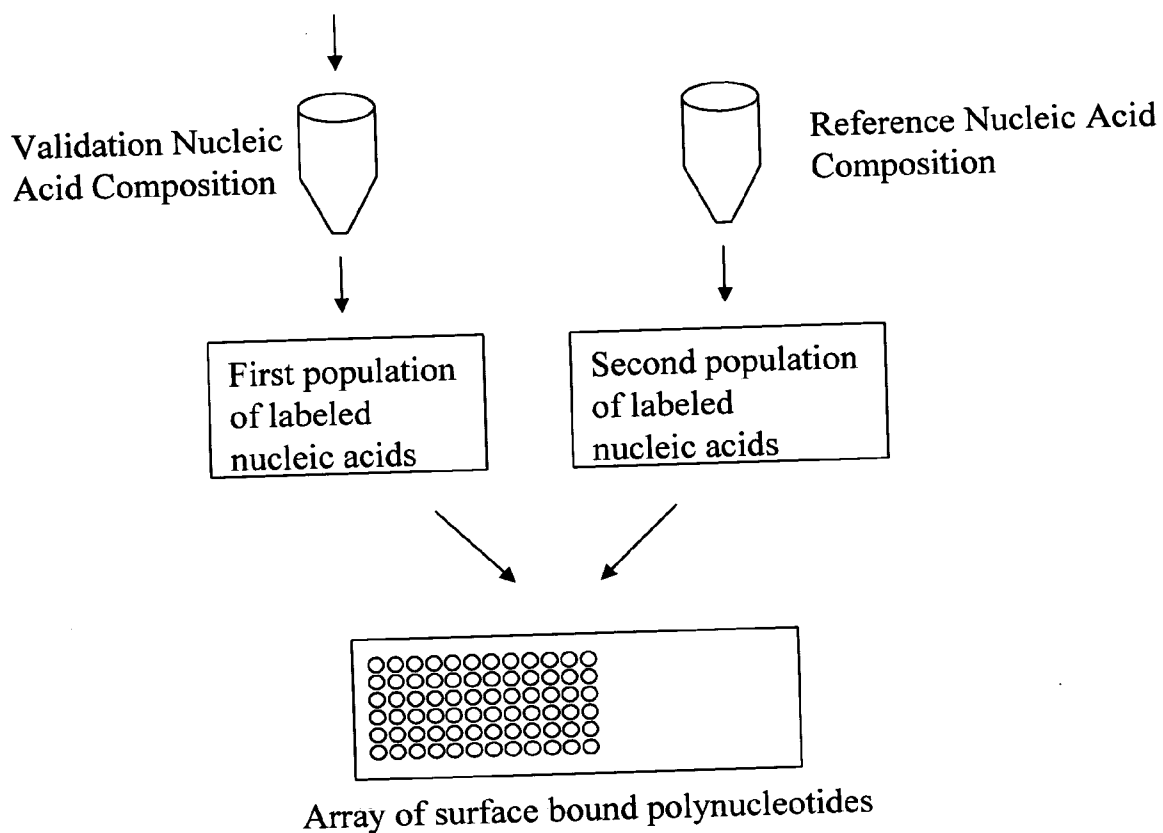 Validation Nucleic
Acid Composition
Reference Nucleic Acid
Composition
First population
of labeled
nucleic acids
Second population
of labeled
nucleic acids
Array of surface bound polynucleotides